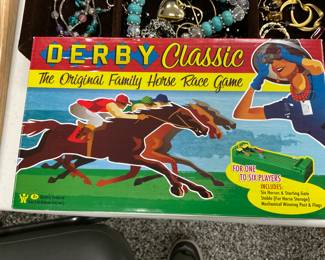 DERBY Classic
The Original Family Horse Race Game
FOR ONE
TO SIX PLAYERS
INCLUDES:
Six Horses & Starting Gate
Stable (For Horse Storage)
Mechanical Winning Post & Flags